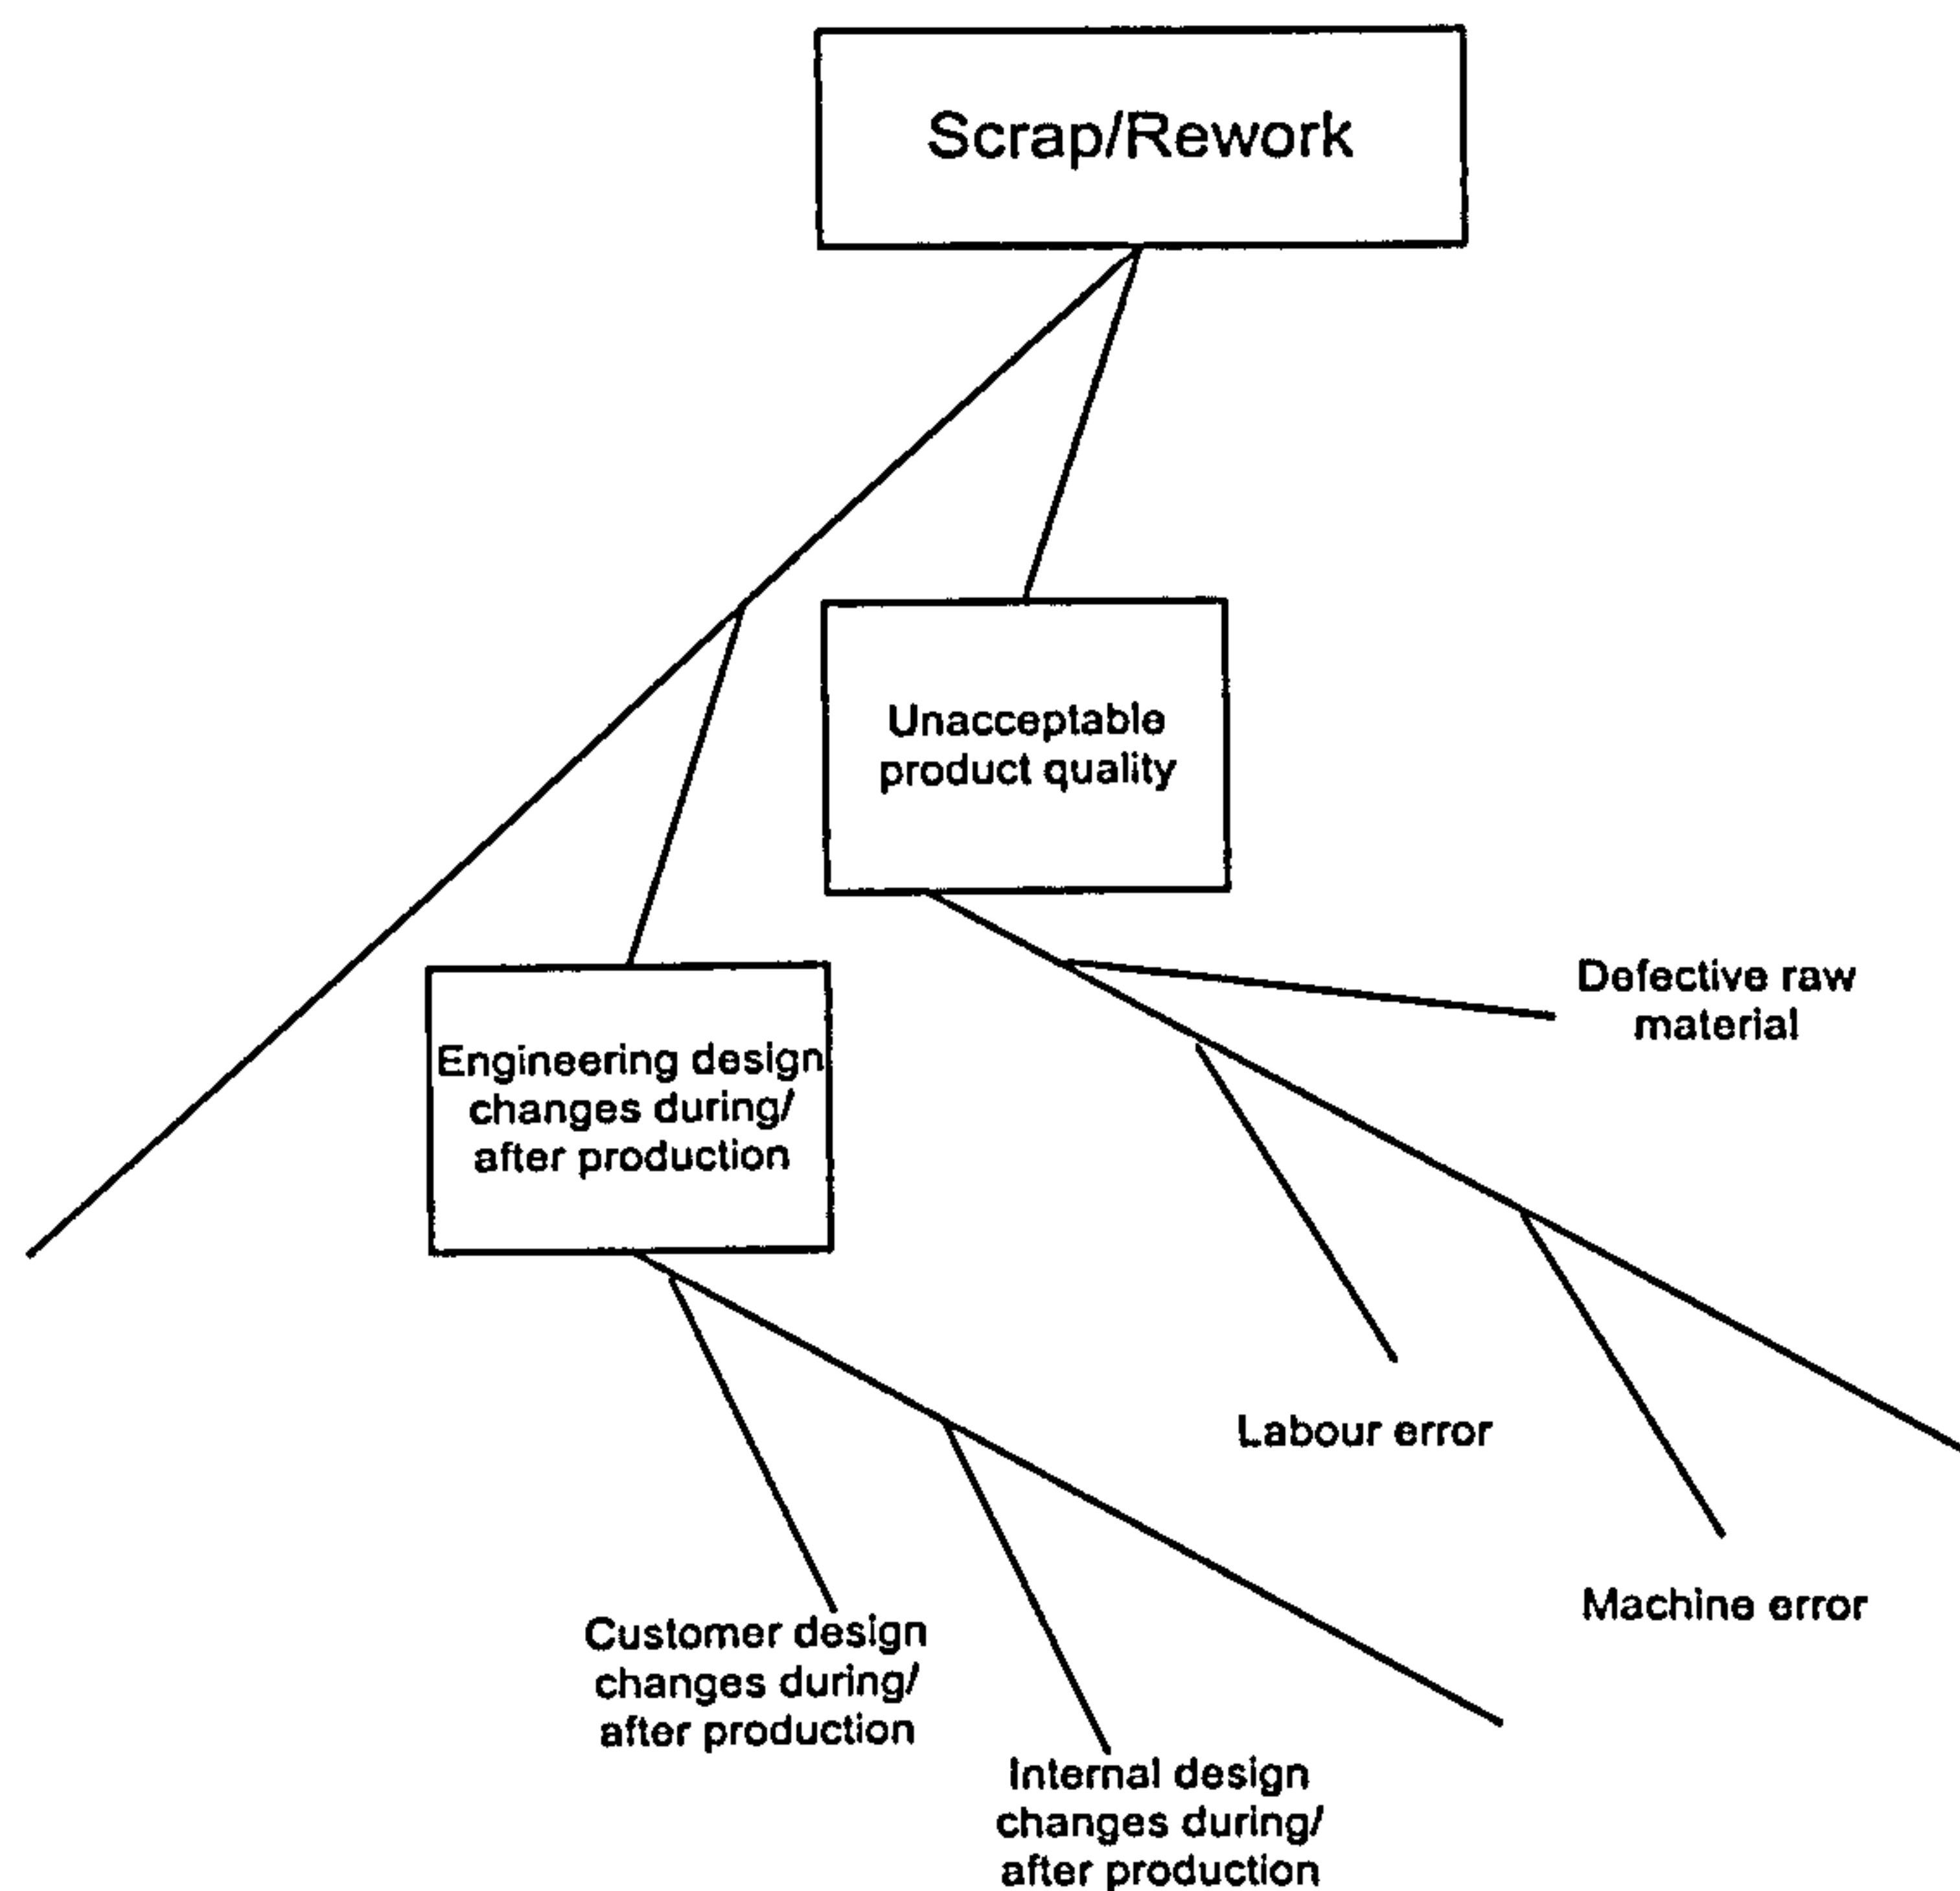 Scrap/Rework
Unacceptable
product quality
Defective raw
material
Engineering design
changes during/
after production
Labour error
Machine error
Customer design
changes during/
after production
Internal design
changes during/
after production